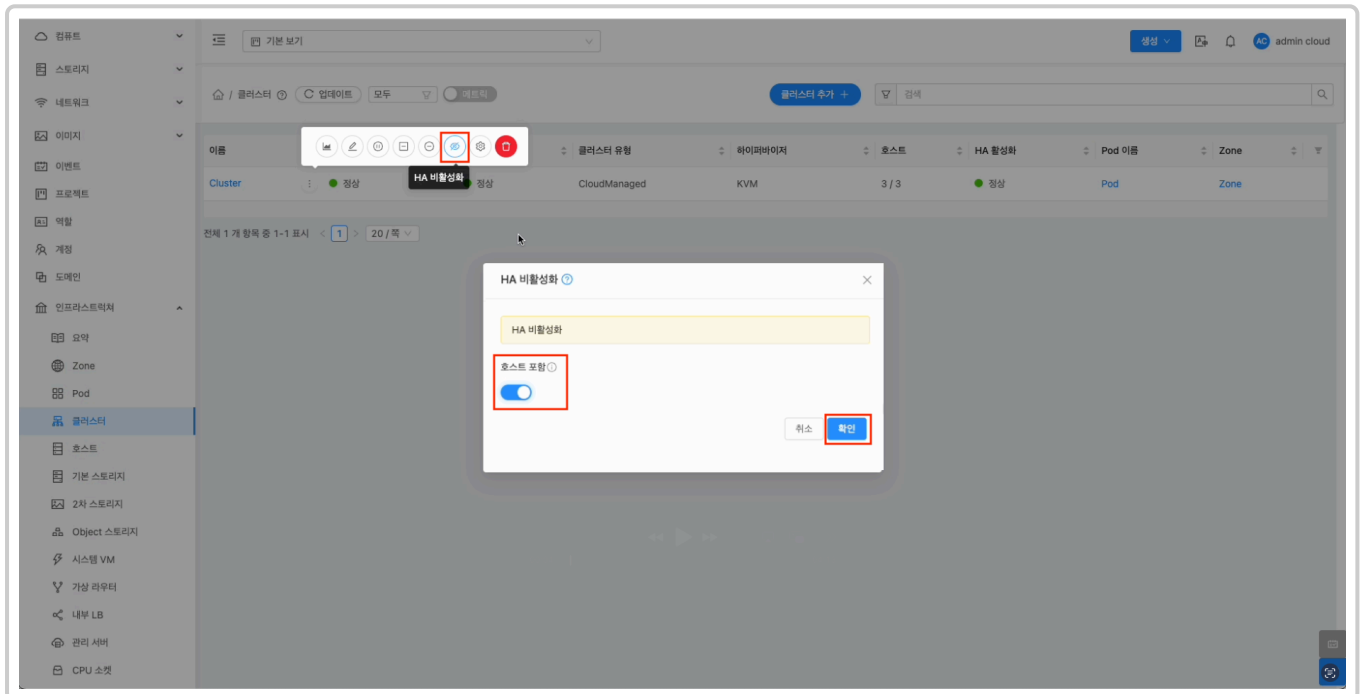 컴퓨트
기본 보기
생성
AC admin cloud
스토리지
네트워크
/ 클러스터 업데이트 모두 메트릭
클러스터 추가 +
검색
이미지
이름 클러스터 유형 하이퍼바이저 호스트 HA 활성화 Pod 이름 Zone
HA 비활성화
Cluster 정상 정상 CloudManaged KVM 3 / 3 정상 Pod Zone
이벤트
프로젝트
역할
전체 1 개 항목 중 1-1 표시 < 1 > 20 / 쪽
계정
도메인
인프라스트럭쳐
요약
Zone
Pod
클러스터
호스트
기본 스토리지
2차 스토리지
Object 스토리지
시스템 VM
가상 라우터
내부 LB
관리 서버
CPU 소켓
HA 비활성화
HA 비활성화
호스트 포함
취소 확인